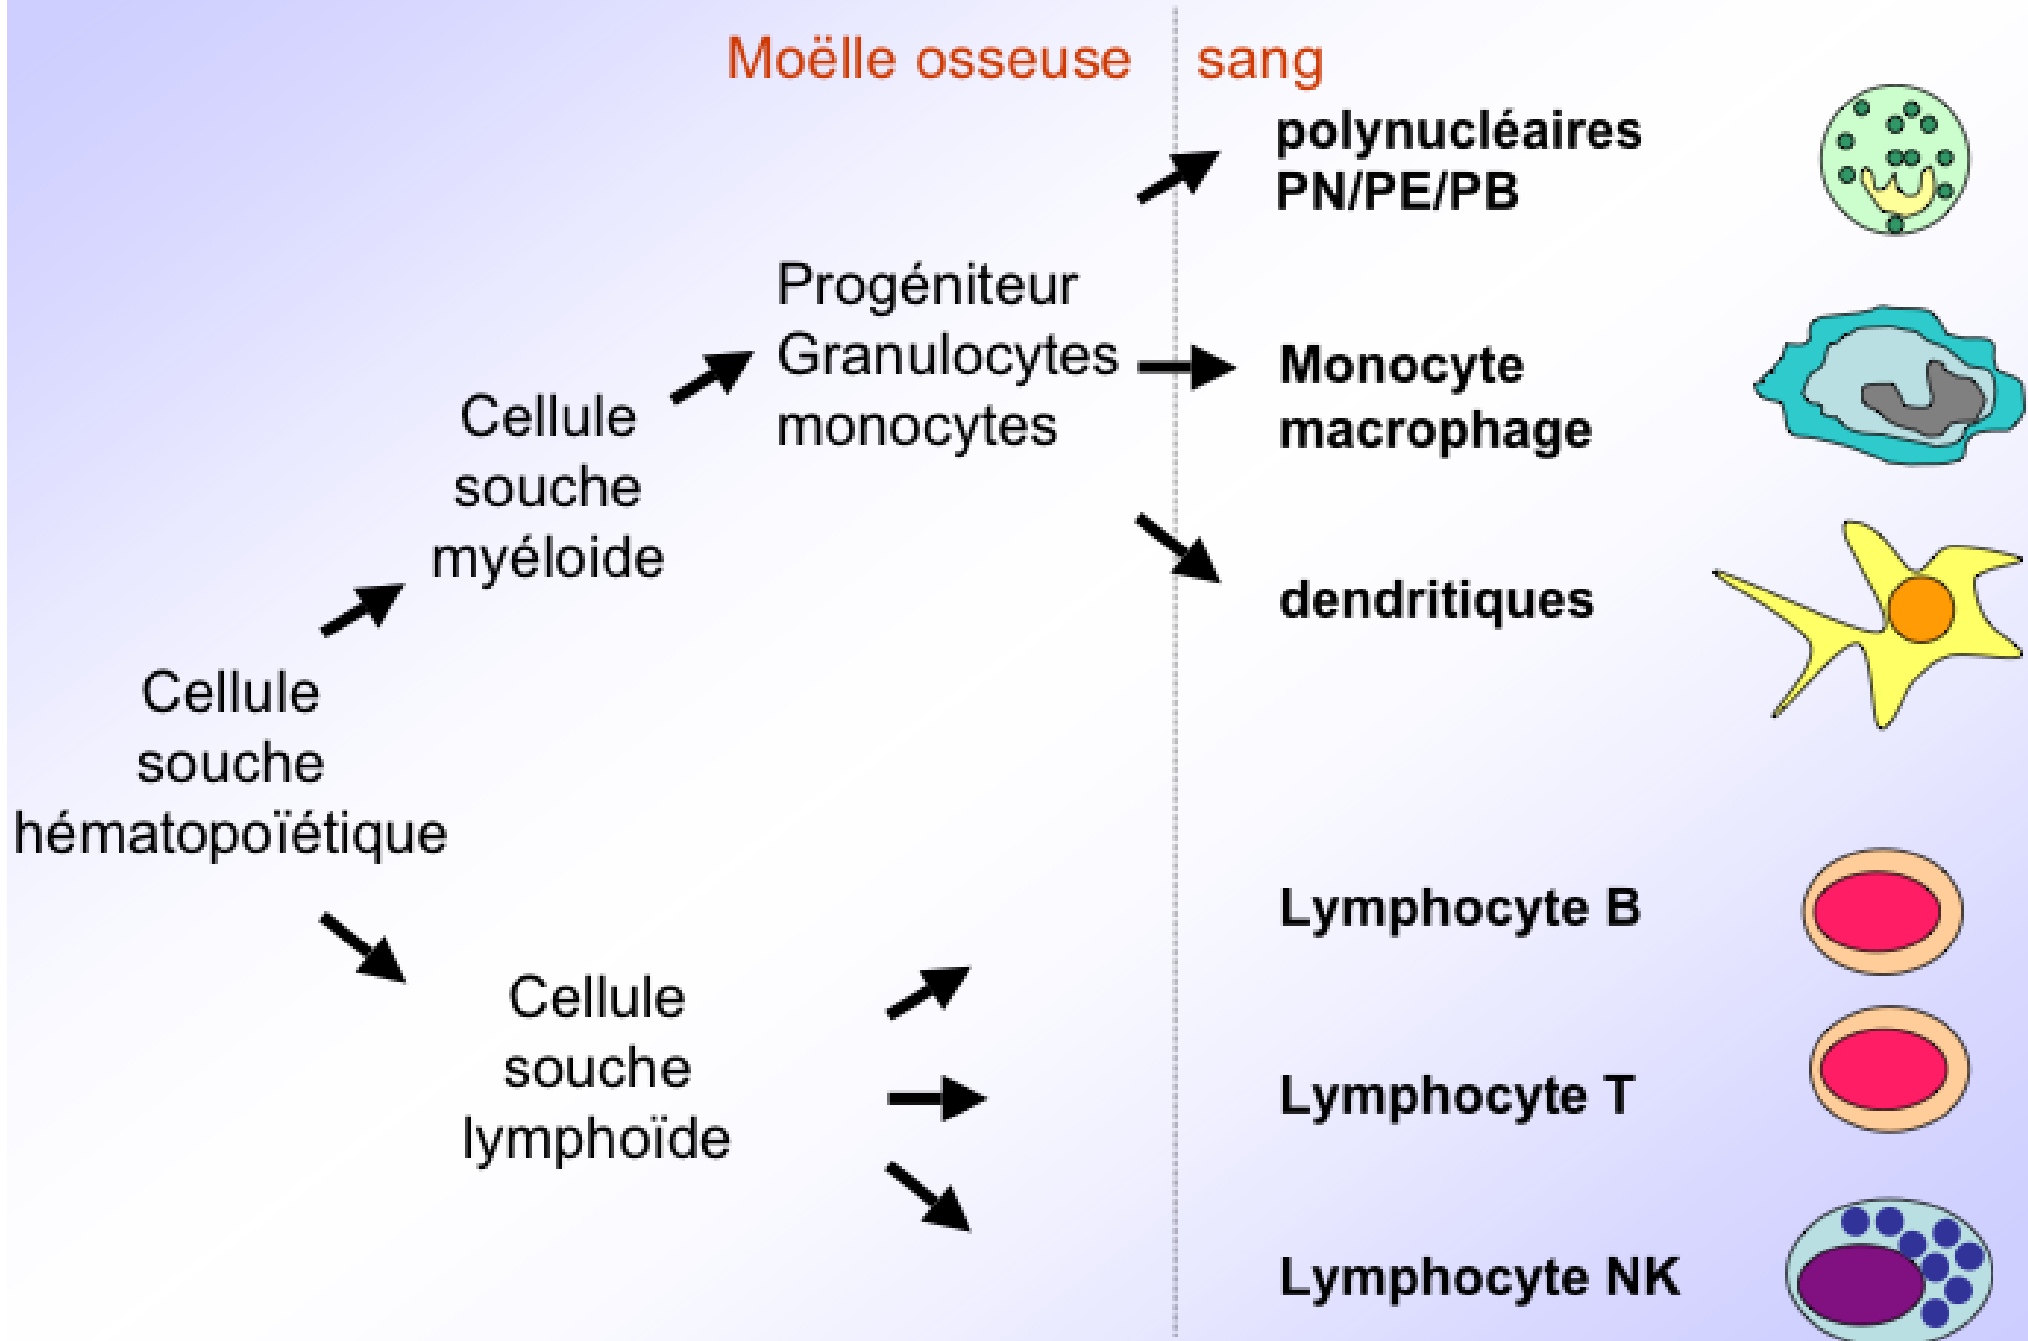 Moëlle osseuse
sang
polynucléaires
PN/PE/PB
Progéniteur
Granulocytes
monocytes
Monocyte
macrophage
Cellule
souche
myéloide
dendritiques
Cellule
souche
hématopoïétique
Lymphocyte B
Cellule
souche
lymphoïde
Lymphocyte T
Lymphocyte NK